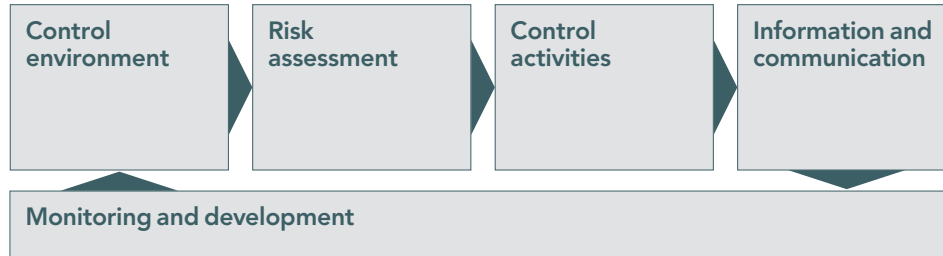 Control
environment
Risk
assessment
Control
activities
Information and
communication
Monitoring and development